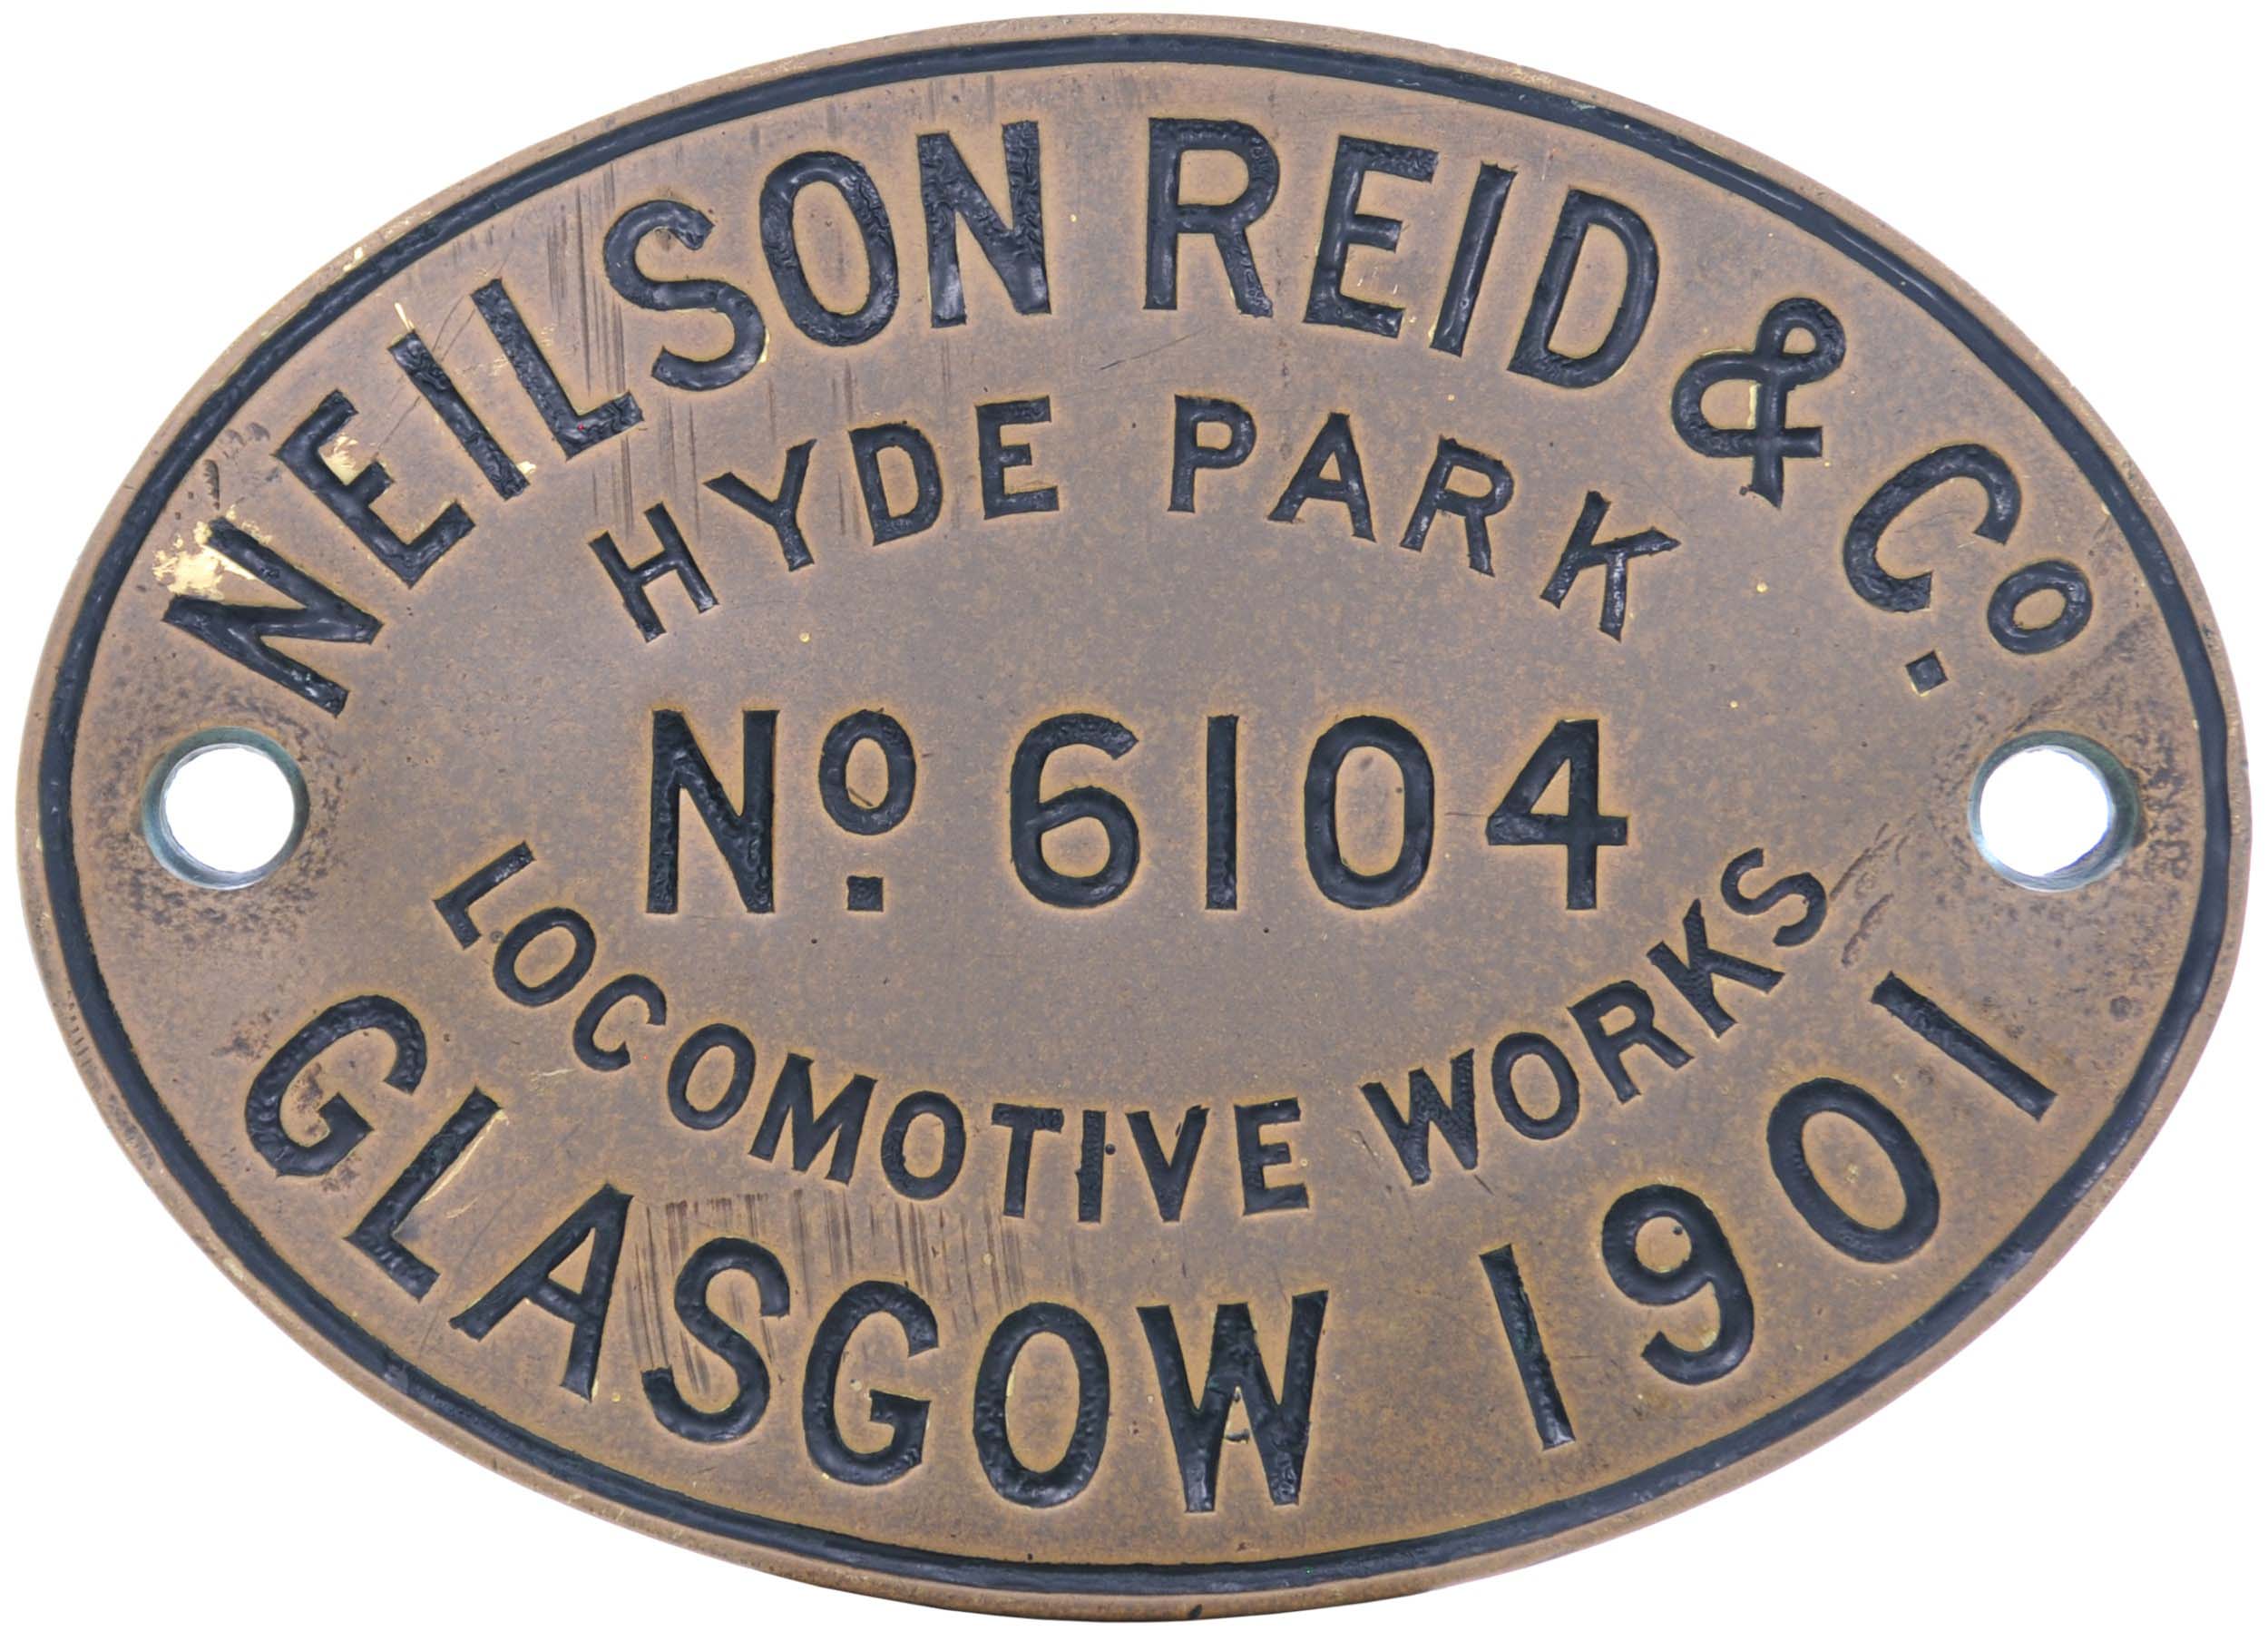 NEILSON REID & Co.
HYDE PARK
No. 6104
LOCOMOTIVE WORKS
GLASGOW 1901